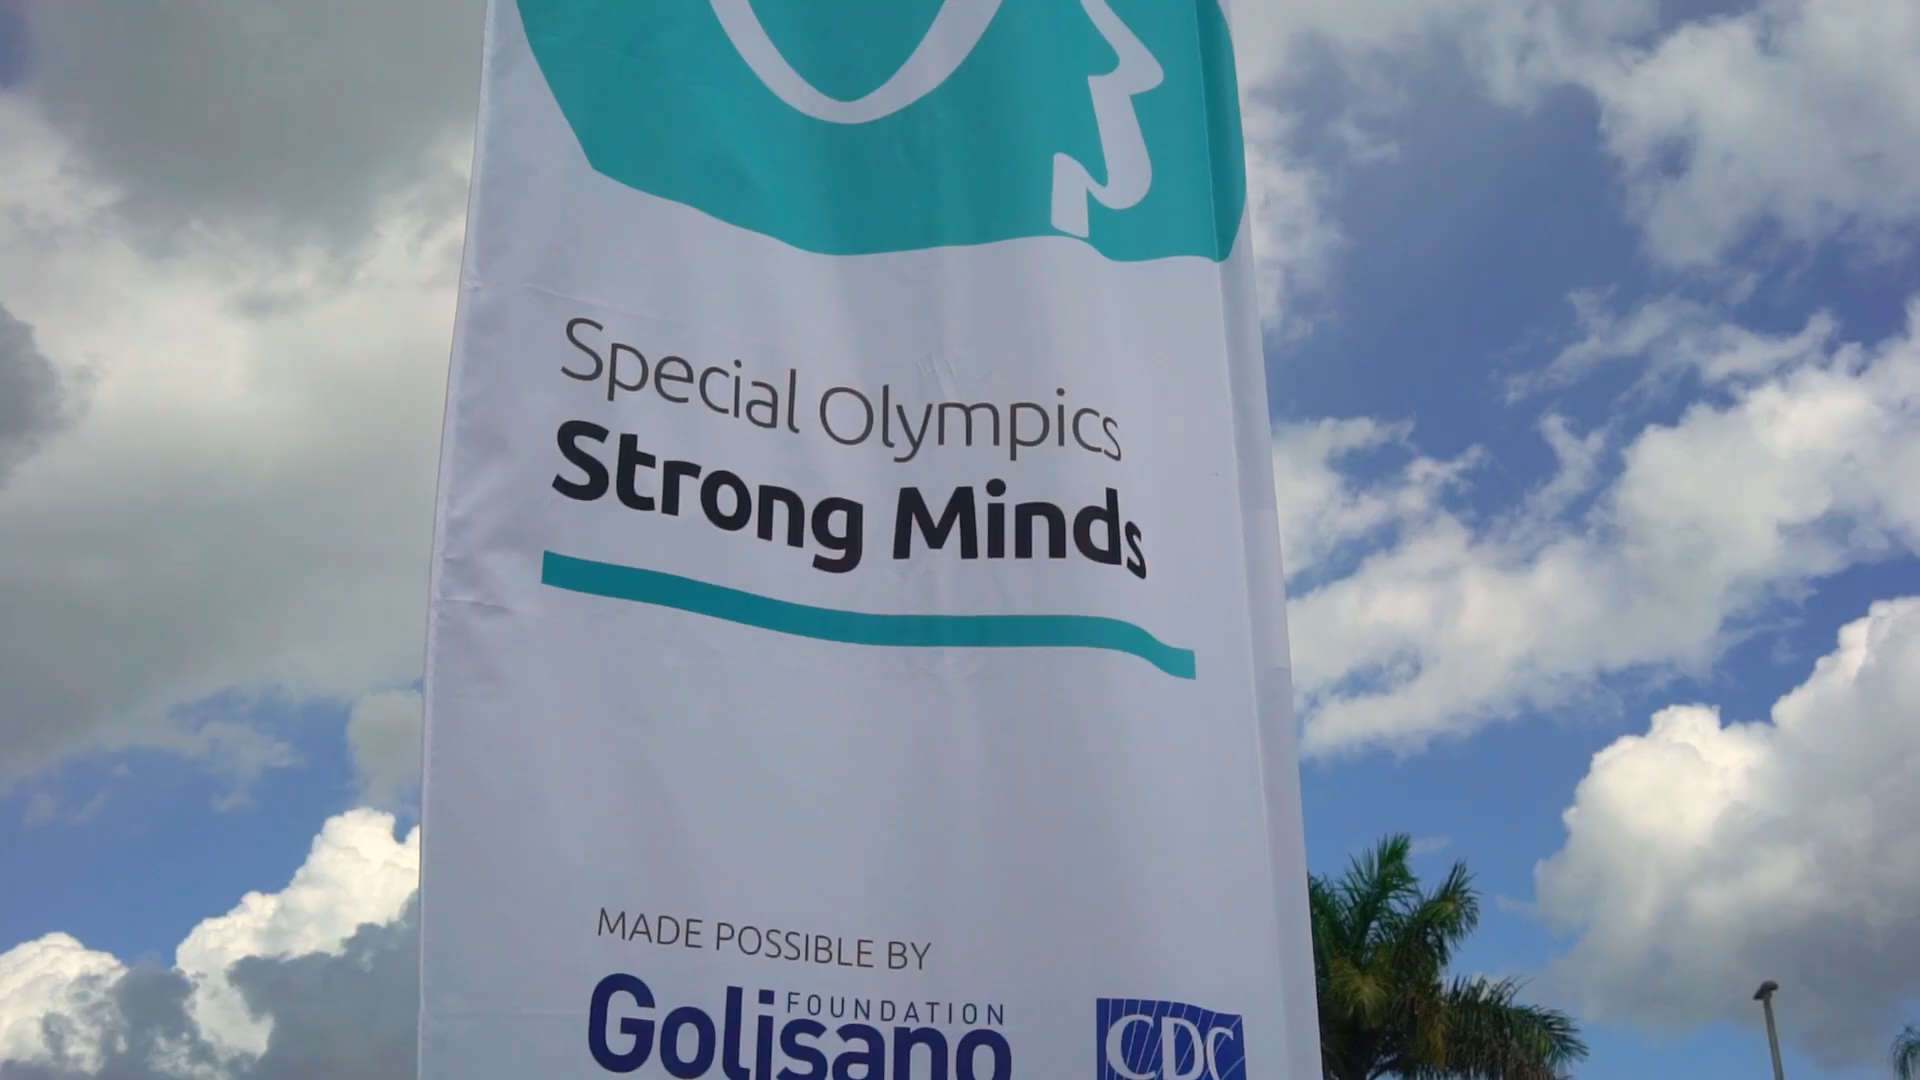 Special Olympics
Strong Minds
MADE POSSIBLE BY
Golisano
FOUNDATION
CDC